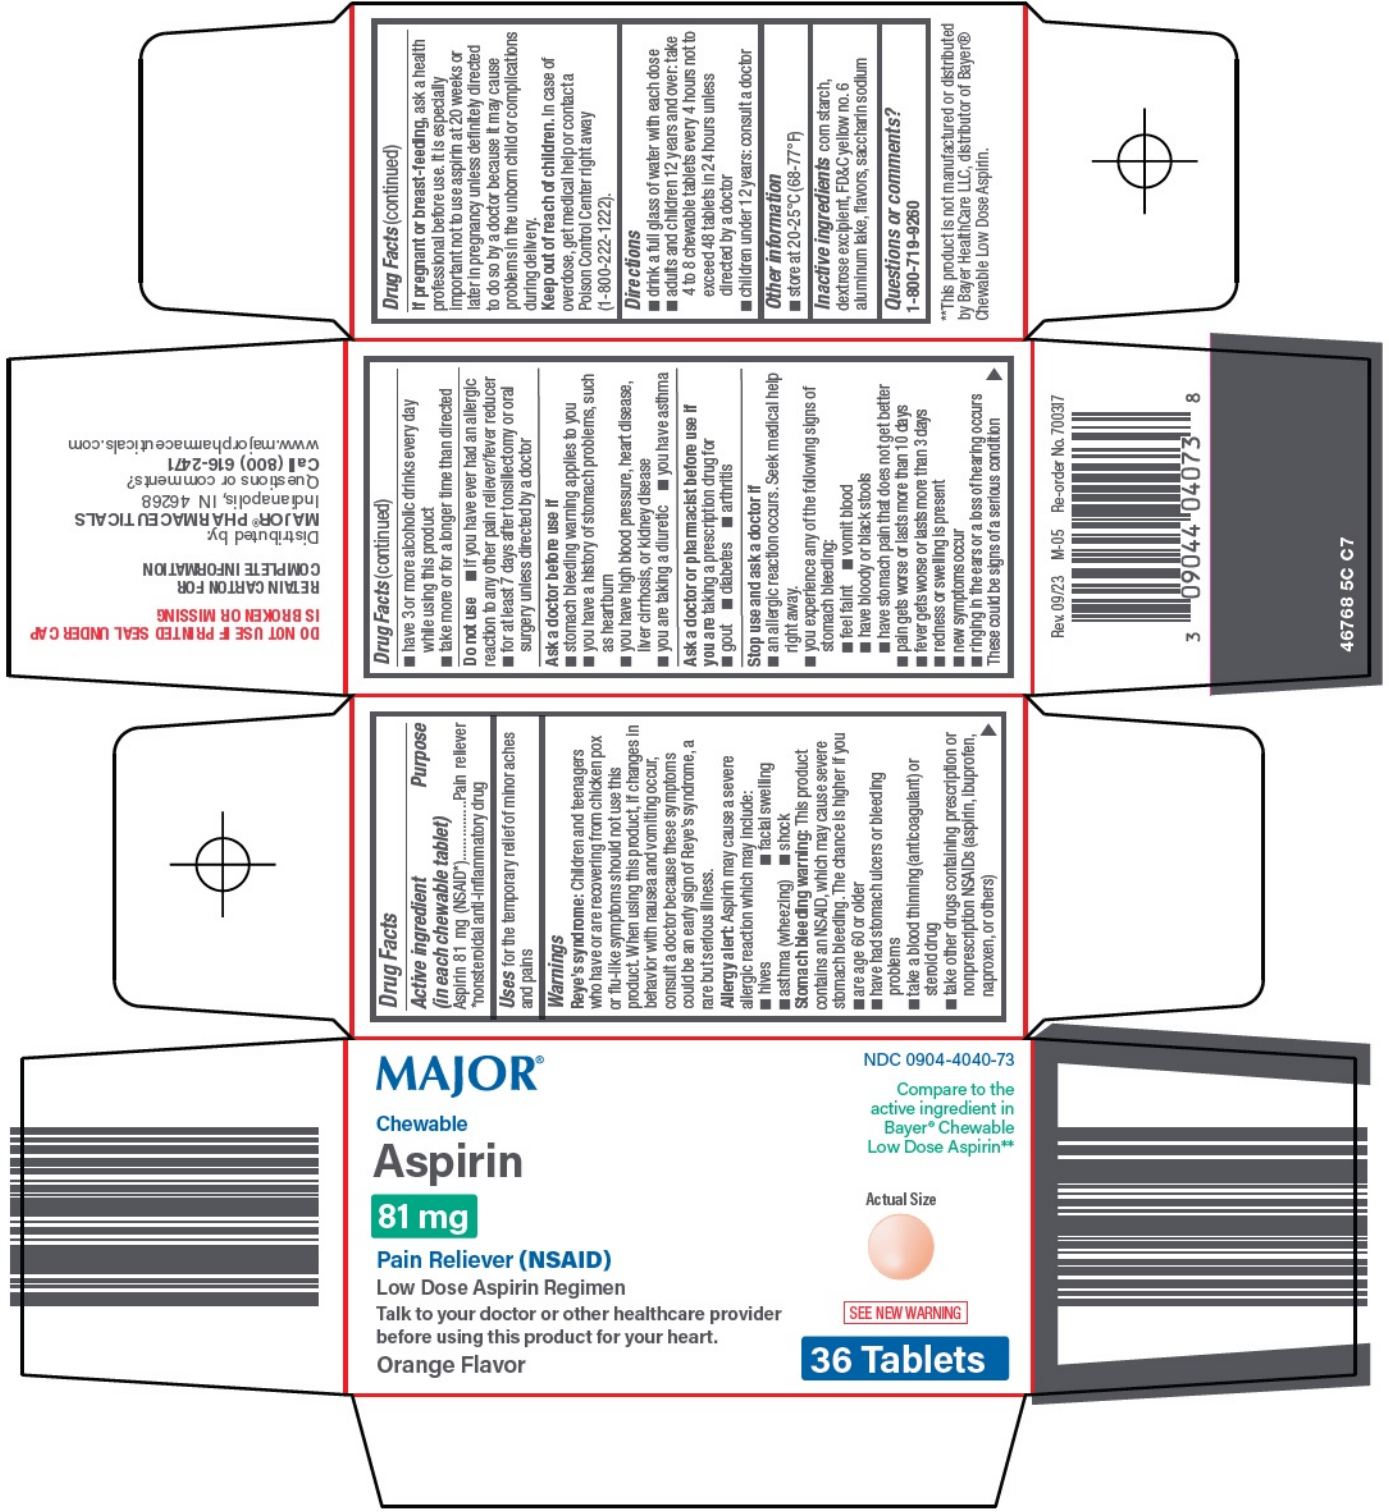 MAJOR®
NDC 0904-4040-73
Compare to the
active ingredient in
Bayer® Chewable
Low Dose Aspirin**
Chewable
Aspirin
81 mg
Pain Reliever (NSAID)
Low Dose Aspirin Regimen
Talk to your doctor or other healthcare provider
before using this product for your heart.
Orange Flavor
Actual Size
SEE NEW WARNING
36 Tablets
Drug Facts
Active ingredient Purpose
(in each chewable tablet)
Aspirin 81 mg (NSAID*)...............Pain reliever
*nonsteroidal anti-inflammatory drug
Uses for the temporary relief of minor aches
and pains
Warnings
Reye's syndrome: Children and teenagers
who have or are recovering from chicken pox
or flu-like symptoms should not use this
product. When using this product, if changes in
behavior with nausea and vomiting occur,
consult a doctor because these symptoms
could be an early sign of Reye's syndrome, a
rare but serious illness.
Allergy alert: Aspirin may cause a severe
allergic reaction which may include:
■ hives ■ facial swelling
■ asthma (wheezing) ■ shock
Stomach bleeding warning: This product
contains an NSAID, which may cause severe
stomach bleeding. The chance is higher if you
■ are age 60 or older
■ have had stomach ulcers or bleeding
problems
■ take a blood thinning (anticoagulant) or
steroid drug
■ take other drugs containing prescription or
nonprescription NSAIDs (aspirin, ibuprofen,
naproxen, or others)
Drug Facts (continued)
■ have 3 or more alcoholic drinks every day
while using this product
■ take more or for a longer time than directed
Do not use ■ if you have ever had an allergic
reaction to any other pain reliever/fever reducer
■ for at least 7 days after tonsillectomy or oral
surgery unless directed by a doctor
Ask a doctor before use if
■ stomach bleeding warning applies to you
■ you have a history of stomach problems, such
as heartburn
■ you have high blood pressure, heart disease,
liver cirrhosis, or kidney disease
■ you are taking a diuretic ■ you have asthma
Ask a doctor or pharmacist before use if
you are taking a prescription drug for
■ gout ■ diabetes ■ arthritis
Stop use and ask a doctor if
■ an allergic reaction occurs. Seek medical help
right away.
■ you experience any of the following signs of
stomach bleeding:
■ feel faint ■ vomit blood
■ have bloody or black stools
■ have stomach pain that does not get better
■ pain gets worse or lasts more than 10 days
■ fever gets worse or lasts more than 3 days
■ redness or swelling is present
■ new symptoms occur
■ ringing in the ears or a loss of hearing occurs
These could be signs of a serious condition
Drug Facts (continued)
If pregnant or breast-feeding, ask a health
professional before use. It is especially
important not to use aspirin at 20 weeks or
later in pregnancy unless definitely directed
to do so by a doctor because it may cause
problems in the unborn child or complications
during delivery.
Keep out of reach of children. In case of
overdose, get medical help or contact a
Poison Control Center right away
(1-800-222-1222).
Directions
■ drink a full glass of water with each dose
■ adults and children 12 years and over: take
4 to 8 chewable tablets every 4 hours not to
exceed 48 tablets in 24 hours unless
directed by a doctor
■ children under 12 years: consult a doctor
Other information
■ store at 20-25°C (68-77°F)
Inactive ingredients corn starch,
dextrose excipient, FD&C yellow no. 6
aluminum lake, flavors, saccharin sodium
Questions or comments?
1-800-719-9260
**This product is not manufactured or distributed
by Bayer HealthCare LLC, distributor of Bayer®
Chewable Low Dose Aspirin.
DO NOT USE IF PRINTED SEAL UNDER CAP
IS BROKEN OR MISSING
RETAIN CARTON FOR
COMPLETE INFORMATION
Distributed by:
MAJOR® PHARMACEUTICALS
Indianapolis, IN 46268
Questions or comments?
Call (800) 616-2471
www.majorpharmaceuticals.com
Rev. 09/23 M-05 Re-order No. 700317
3 09044 04073 8
46768 5C C7